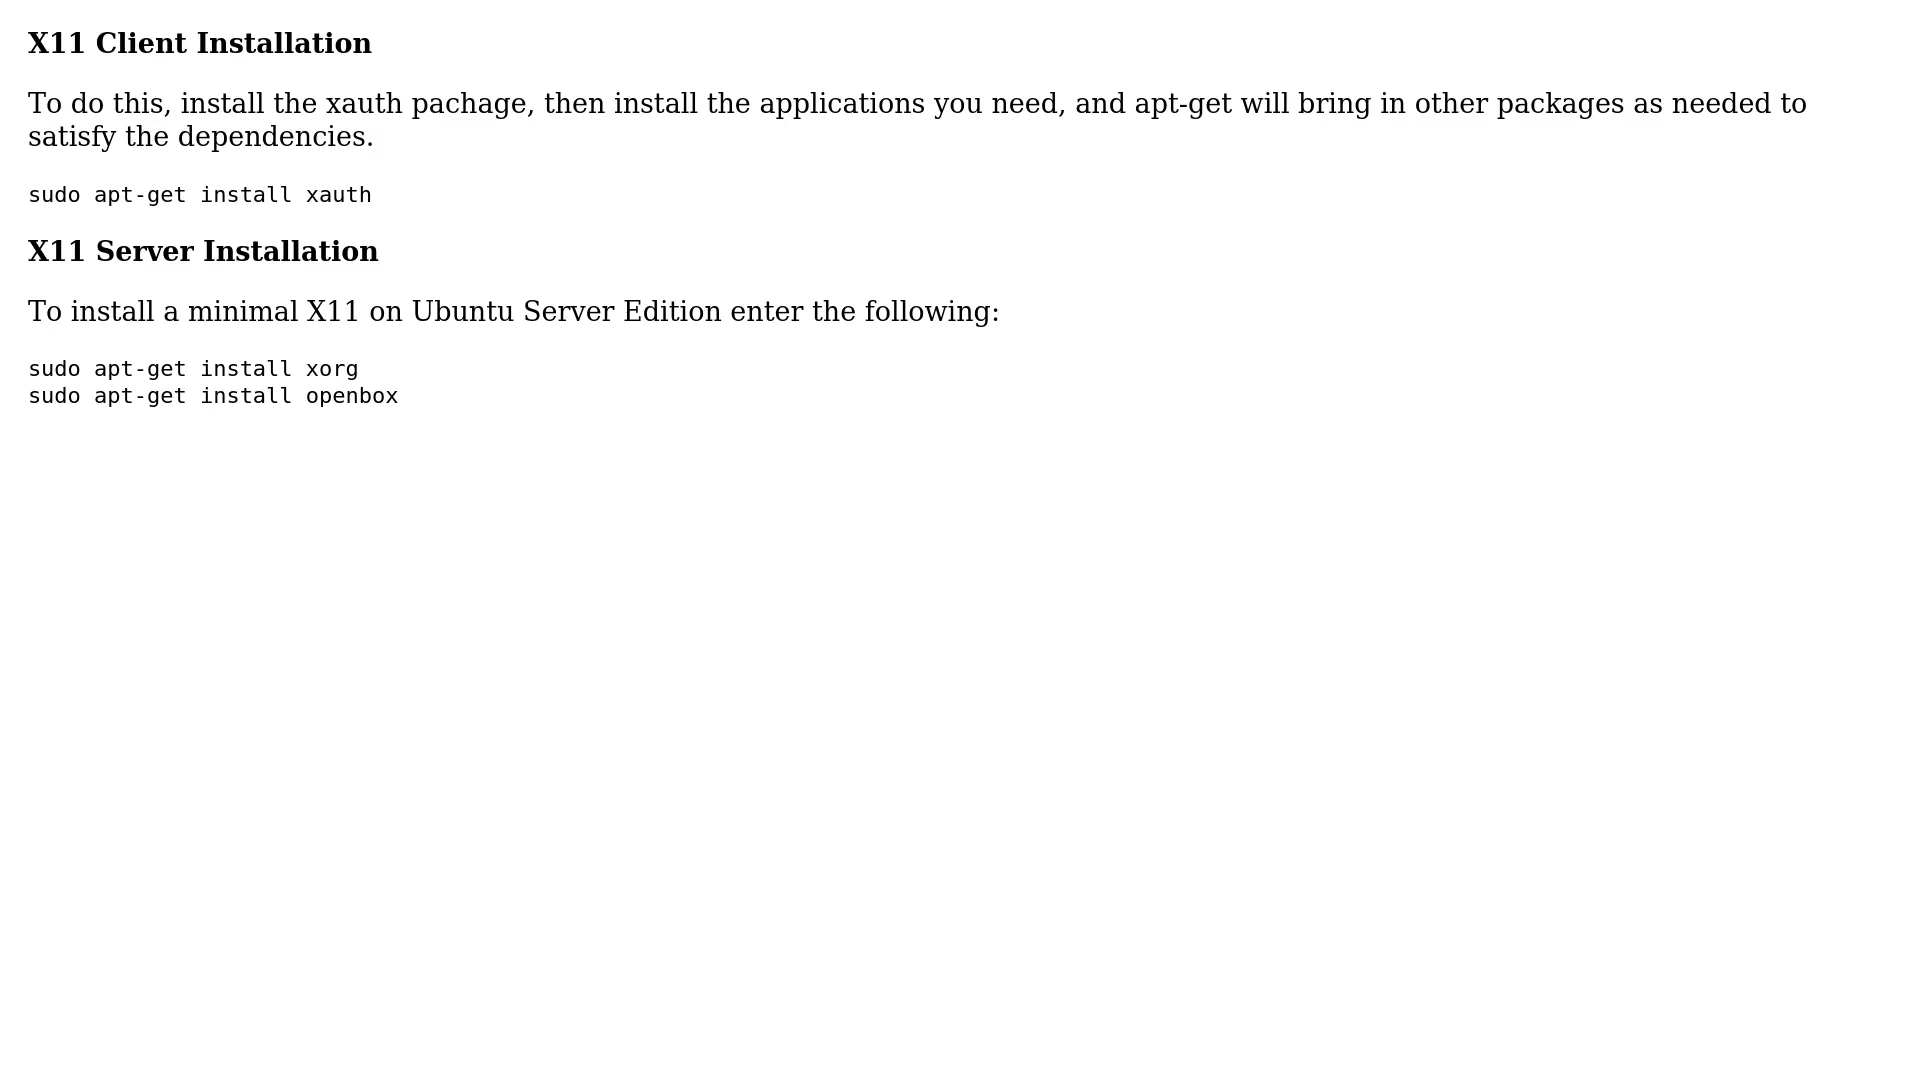 X11 Client Installation
To do this, install the xauth pachage, then install the applications you need, and apt-get will bring in other packages as needed to
satisfy the dependencies.
sudo apt-get install xauth
X11 Server Installation
To install a minimal X11 on Ubuntu Server Edition enter the following:
sudo apt-get install xorg
sudo apt-get install openbox